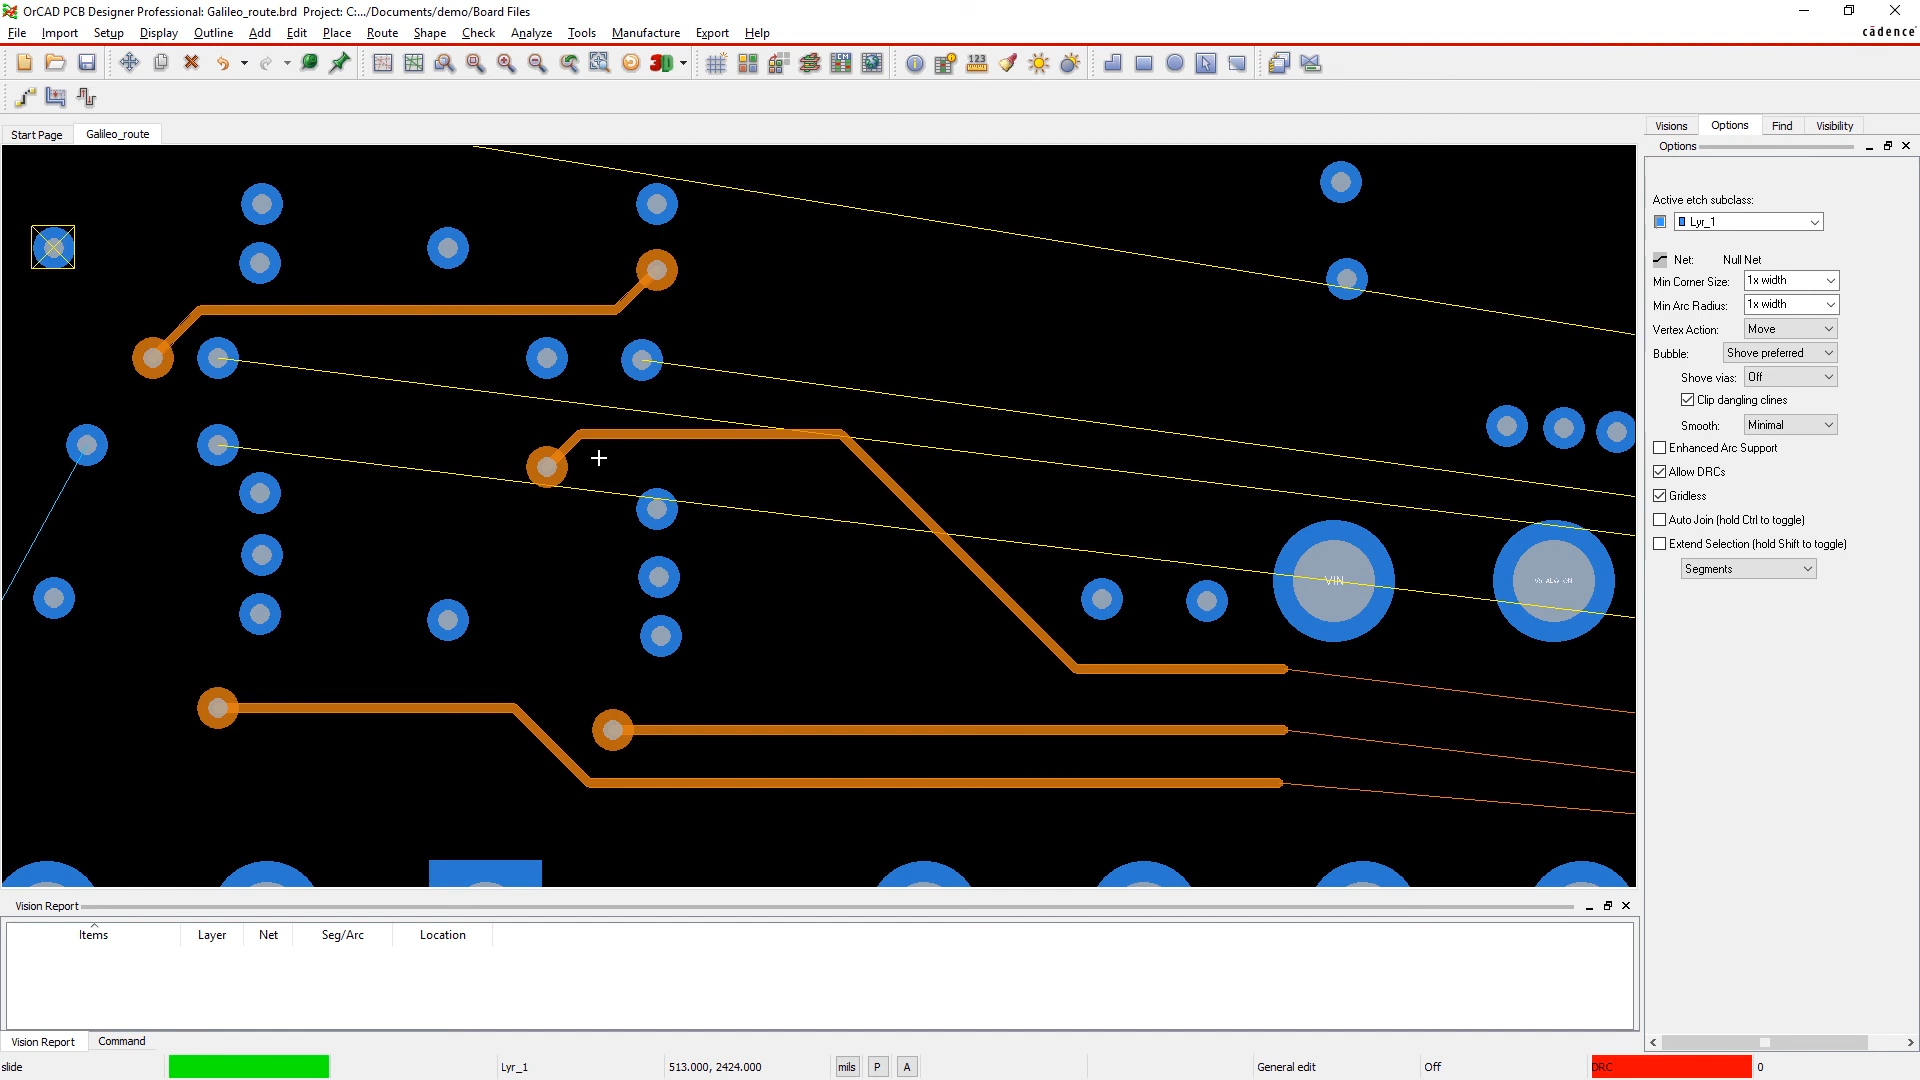 OrCAD PCB Designer Professional: Galileo_route.brd  Project: C:.../Documents/demo/Board Files
File Import Setup Display Outline Add Edit Place Route Shape Check Analyze Tools Manufacture Export Help
cādence
3D
123
Start Page Galileo_route
Visions Options Find Visibility
Options
Active etch subclass:
Lyr_1
Net: Null Net
Min Corner Size: 1x width
Min Arc Radius: 1x width
Vertex Action: Move
Bubble: Shove preferred
Shove vias: Off
Clip dangling clines
Smooth: Minimal
Enhanced Arc Support
Allow DRCs
Gridless
Auto Join (hold Ctrl to toggle)
Extend Selection (hold Shift to toggle)
Segments
VIN
Vision Report
Items Layer Net Seg/Arc Location
Vision Report Command
slide Lyr_1 513.000, 2424.000 mils P A General edit Off DRC 0